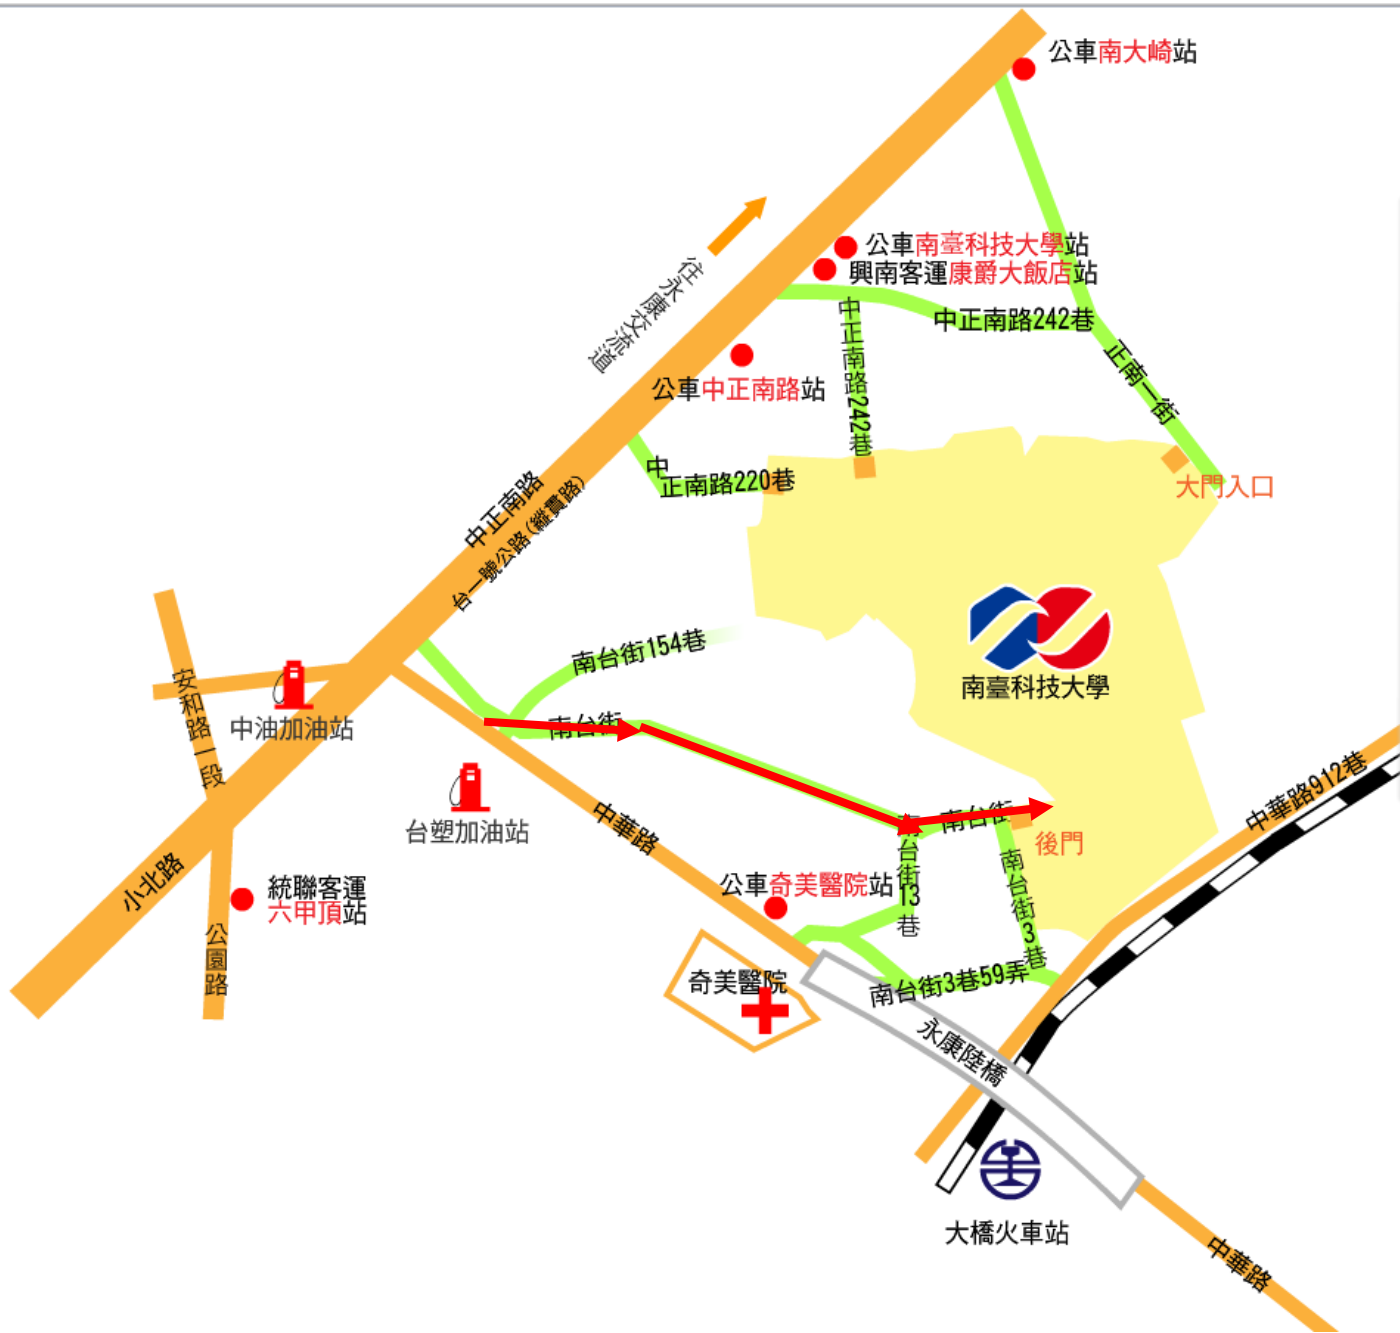 公車南大崎站
往永康交流道
公車南臺科技大學站
興南客運康爵大飯店站
中正南路242巷
中正南路242巷
正南一街
公車中正南路站
中
正南路220巷
大門入口
中正南路
台一號公路(縱貫路)
南台街154巷
南臺科技大學
安和路一段
中油加油站
南台街
台塑加油站
中華路
南台街
後門
中華路912巷
小北路
統聯客運
六甲頂站
公園路
公車奇美醫院站
南台街13巷
南台街3巷
奇美醫院
南台街3巷59弄
永康陸橋
大橋火車站
中華路